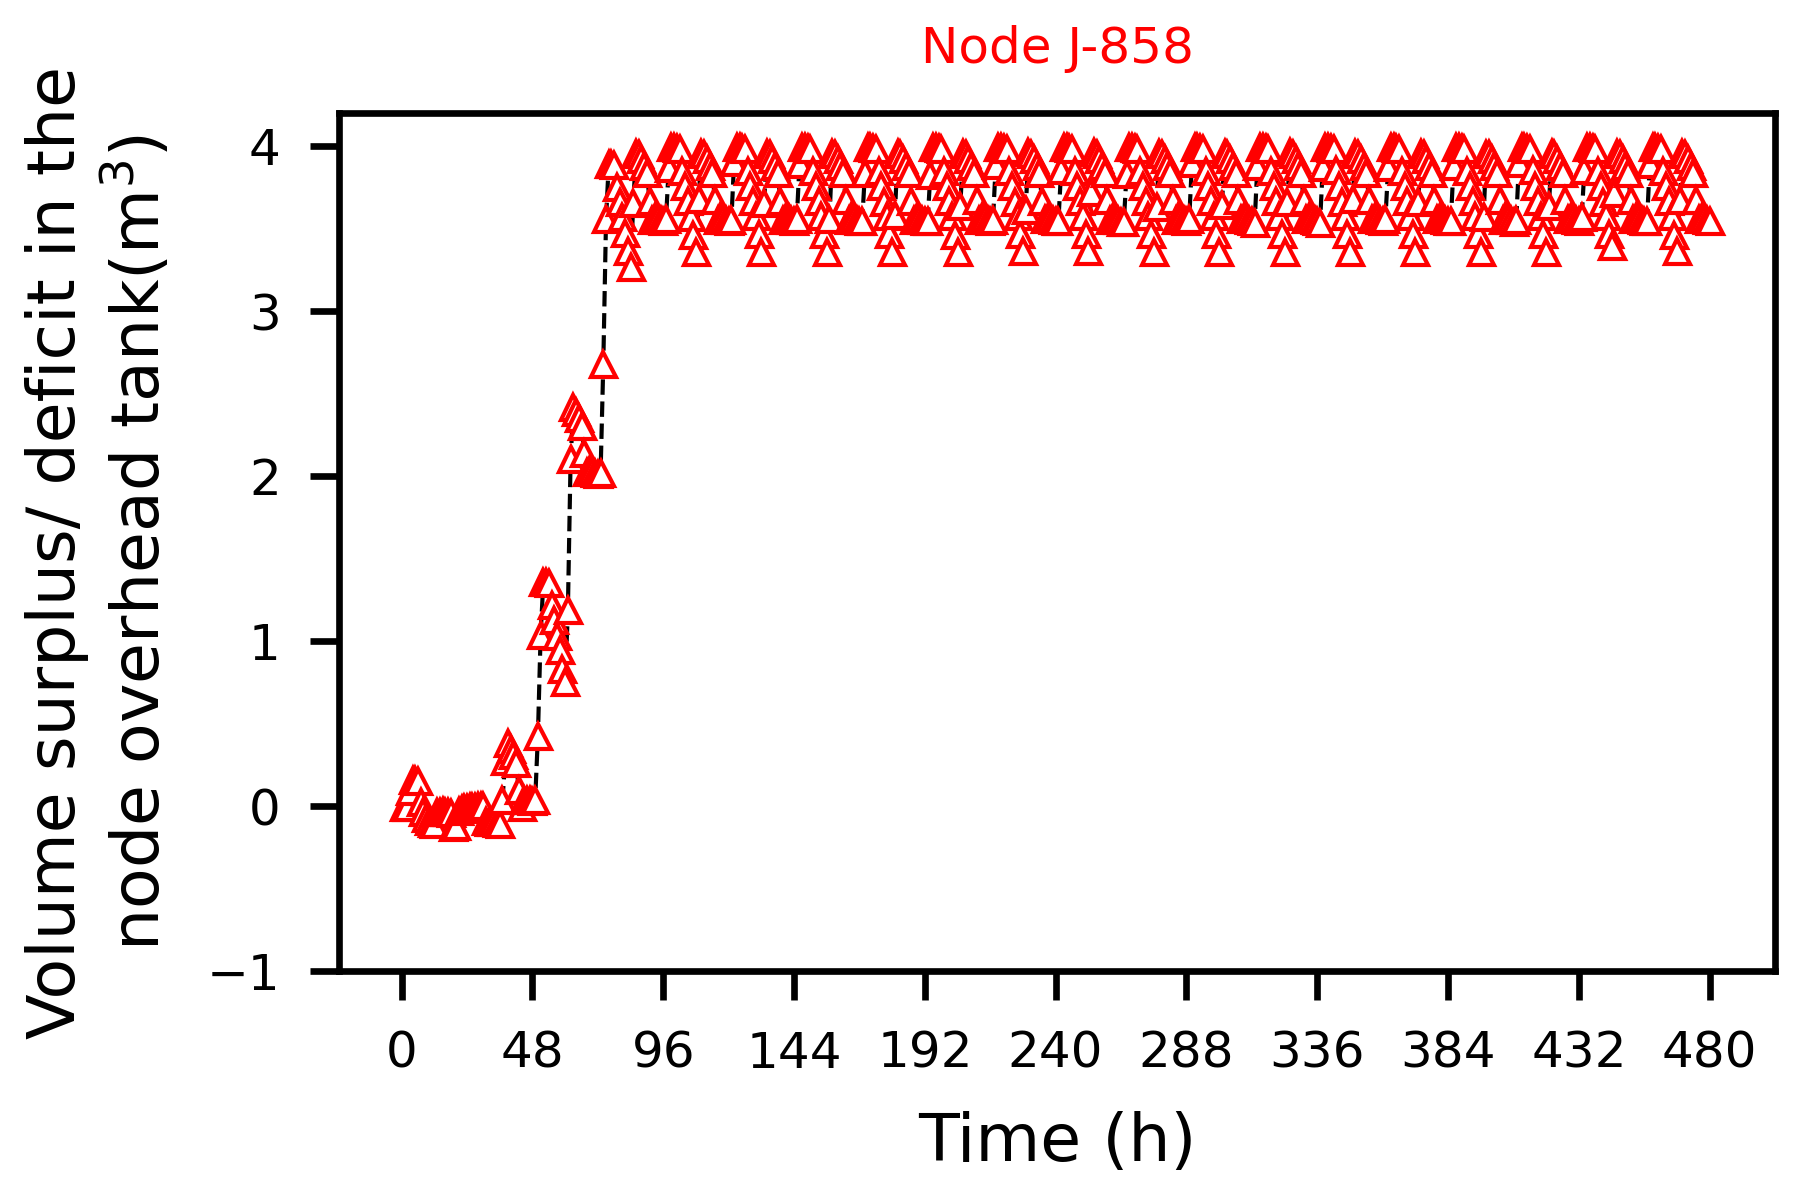 Node J-858
Volume surplus/ deficit in the
node overhead tank(m³)
4
3
2
1
0
−1
0 48 96 144 192 240 288 336 384 432 480
Time (h)